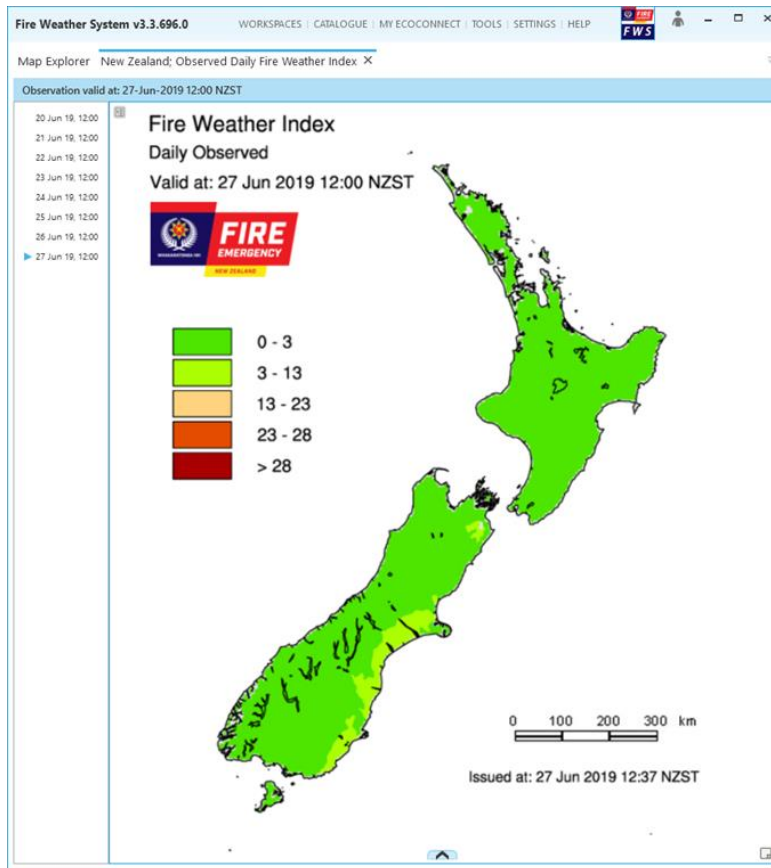 Fire Weather System v3.3.696.0
WORKSPACES | CATALOGUE | MY ECOCONNECT | TOOLS | SETTINGS | HELP
FWS
Map Explorer
New Zealand; Observed Daily Fire Weather Index
Observation valid at: 27-Jun-2019 12:00 NZST
20 Jun 19, 12:00
21 Jun 19, 12:00
22 Jun 19, 12:00
23 Jun 19, 12:00
24 Jun 19, 12:00
25 Jun 19, 12:00
26 Jun 19, 12:00
27 Jun 19, 12:00
Fire Weather Index
Daily Observed
Valid at: 27 Jun 2019 12:00 NZST
FIRE
EMERGENCY
NEW ZEALAND
0 - 3
3 - 13
13 - 23
23 - 28
> 28
0 100 200 300 km
Issued at: 27 Jun 2019 12:37 NZST